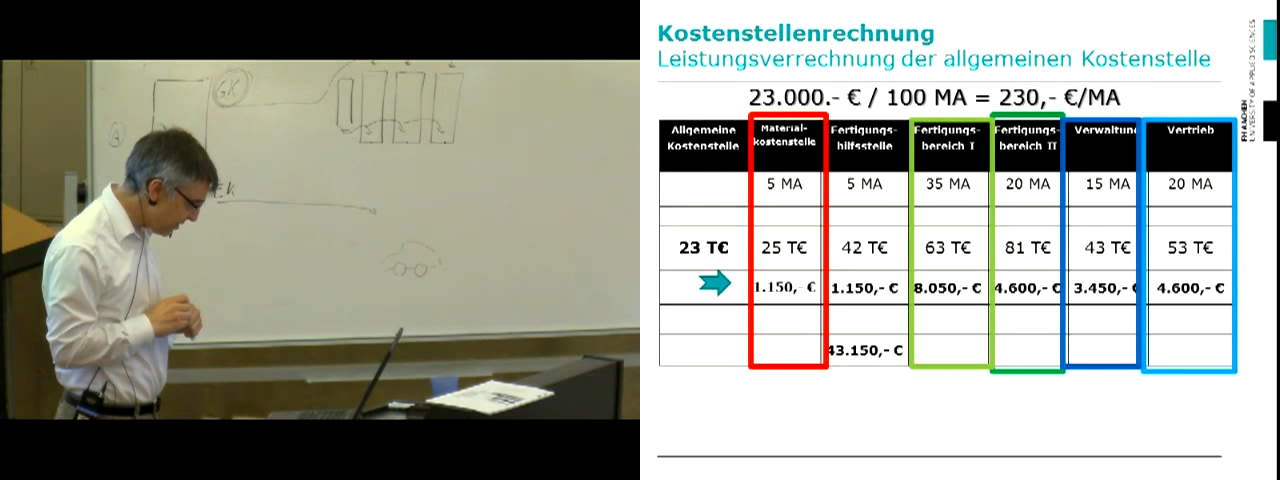 GK
EK
Kostenstellenrechnung
Leistungsverrechnung der allgemeinen Kostenstelle
23.000.- € / 100 MA = 230,- €/MA
Allgemeine Kostenstelle
Material-kostenstelle
Fertigungs-hilfsstelle
Fertigungs-bereich I
Fertigungs-bereich II
Verwaltung
Vertrieb
5 MA 5 MA 35 MA 20 MA 15 MA 20 MA
23 T€ 25 T€ 42 T€ 63 T€ 81 T€ 43 T€ 53 T€
1.150,- € 1.150,- € 8.050,- € 4.600,- € 3.450,- € 4.600,- €
43.150,- €
FH AACHEN
UNIVERSITY OF APPLIED SCIENCES